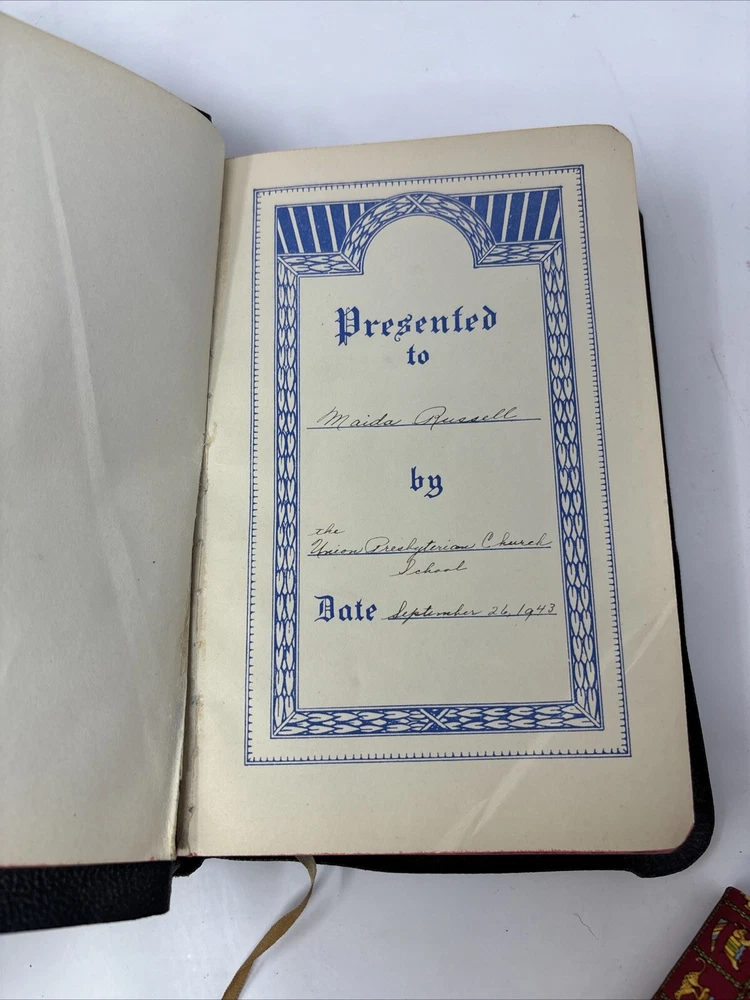 Presented
to
Maida Russell
by
the
Union Presbyterian Church
School
Date September 26, 1943